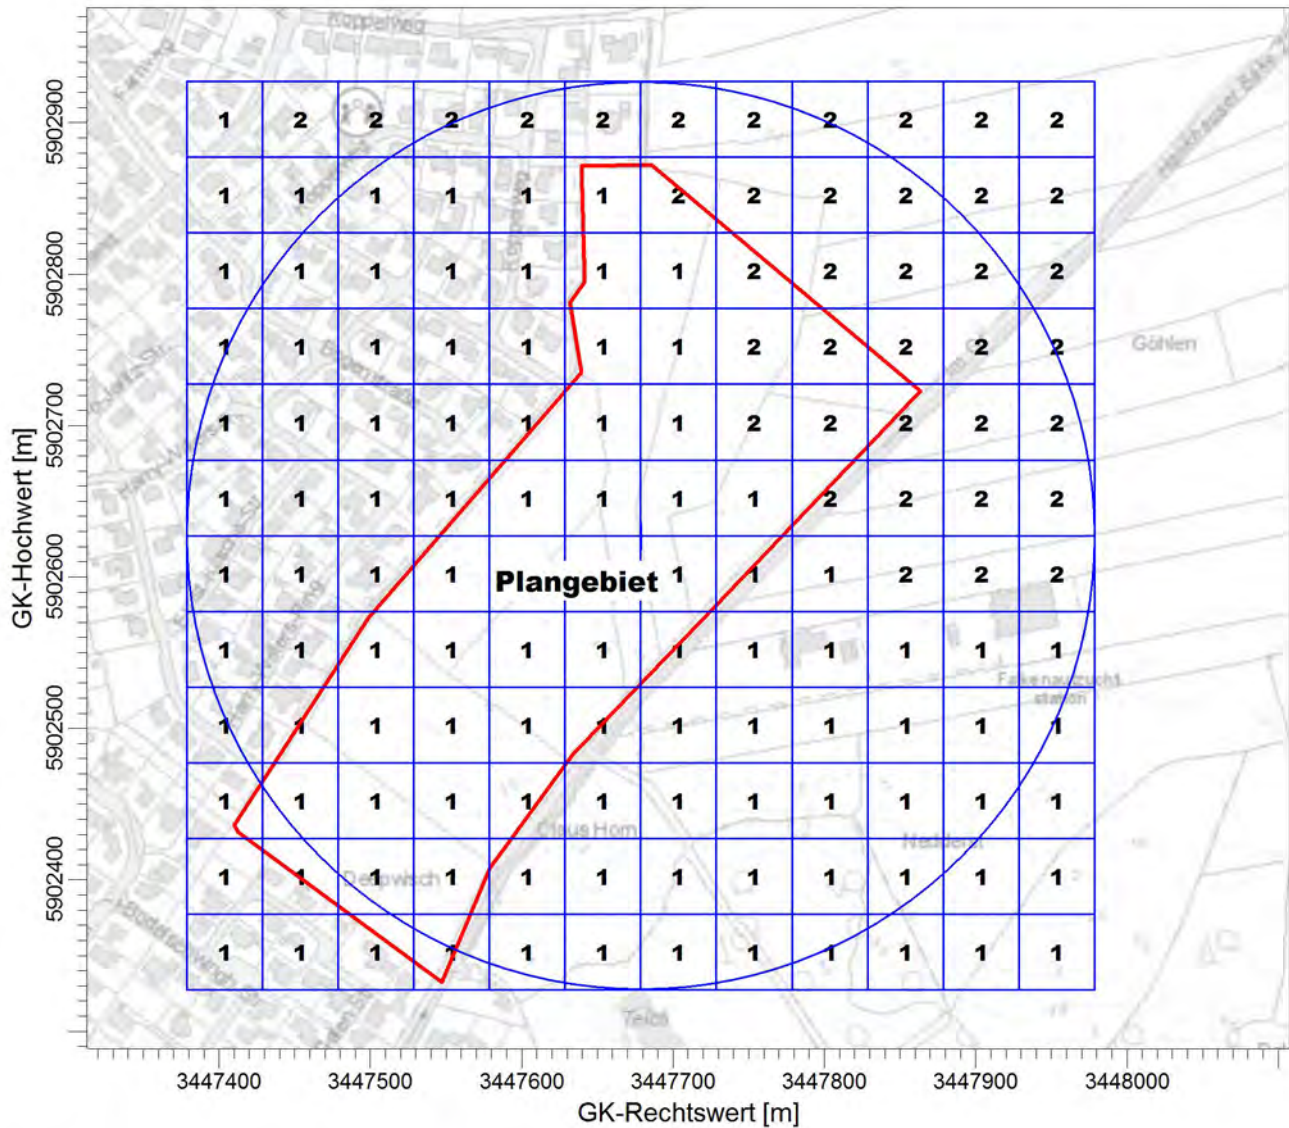 Koppelweg
5902900
1 2 2 2 2 2 2 2 2 2 2 2
1 1 1 1 1 1 2 2 2 2 2 2
5902800
1 1 1 1 1 1 1 2 2 2 2 2
1 1 1 1 1 1 1 2 2 2 2 2
Göhlen
5902700
1 1 1 1 1 1 1 2 2 2 2 2
1 1 1 1 1 1 1 1 2 2 2 2
GK-Hochwert [m]
5902600
1 1 1 1 Plangebiet 1 1 1 2 2 2
1 1 1 1 1 1 1 1 1 1 1 1
Falkenaufzucht
station
5902500
1 1 1 1 1 1 1 1 1 1 1 1
1 1 1 1 1 1 1 1 1 1 1 1
Claus Horn
Nedderst
5902400
1 1 1 1 1 1 1 1 1 1 1 1
Deepwisch
1 1 1 1 1 1 1 1 1 1 1 1
Teich
3447400 3447500 3447600 3447700 3447800 3447900 3448000
GK-Rechtswert [m]